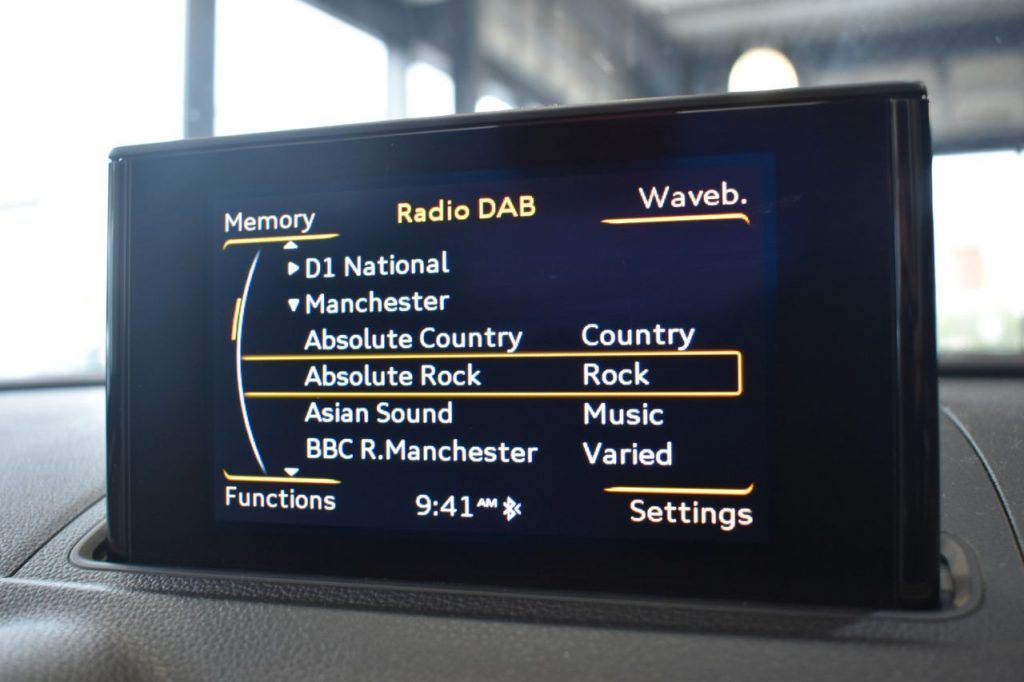 Memory Radio DAB Waveb.
D1 National
Manchester
Absolute Country Country
Absolute Rock Rock
Asian Sound Music
BBC R.Manchester Varied
Functions 9:41 AM Settings